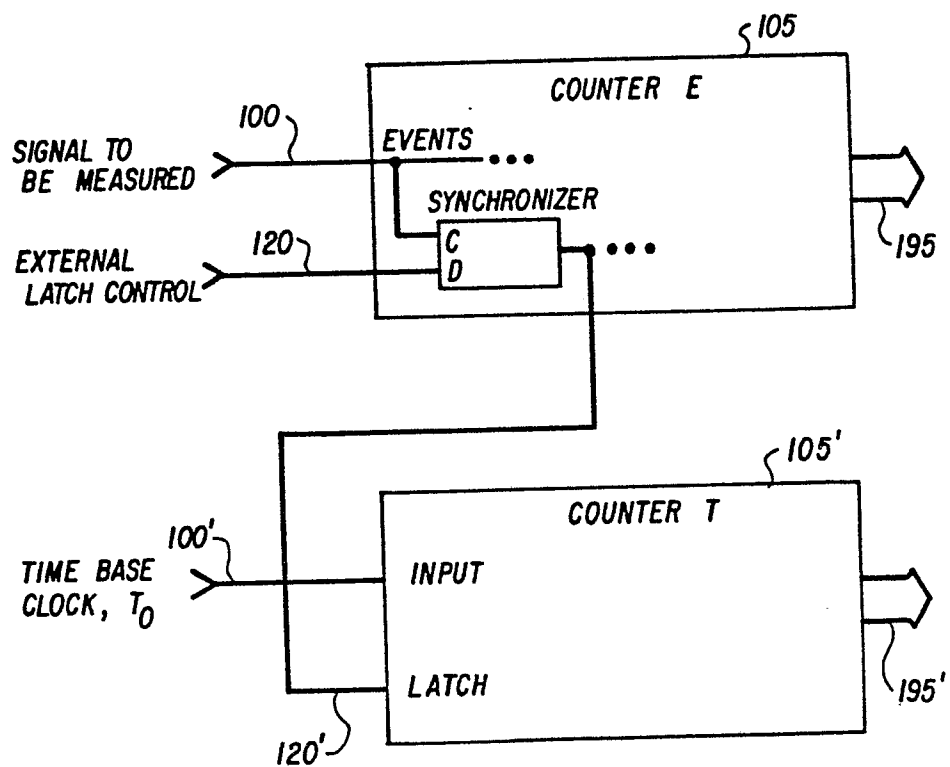 105
COUNTER E
100
SIGNAL TO
BE MEASURED
EVENTS
SYNCHRONIZER
C
D
195
120
EXTERNAL
LATCH CONTROL
105'
COUNTER T
100'
TIME BASE
CLOCK, T0
INPUT
LATCH
195'
120'